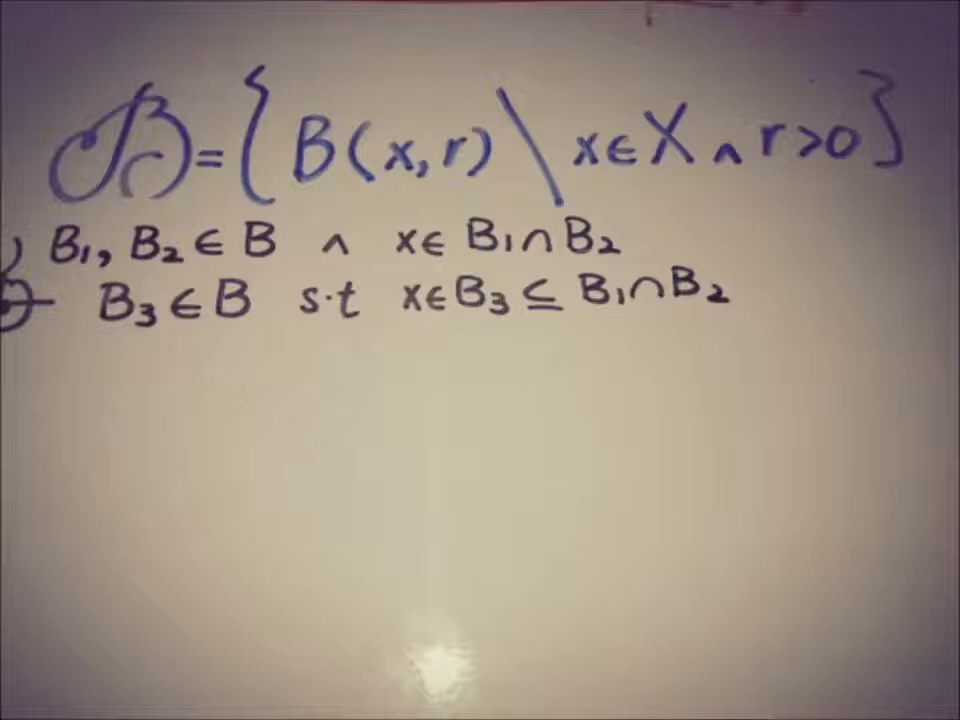 ℬ = { B(x,r) \ x∈X ∧ r>0 }
) B₁, B₂ ∈ B ∧ x∈ B₁∩B₂
B₃ ∈ B s.t x∈B₃ ⊆ B₁∩B₂